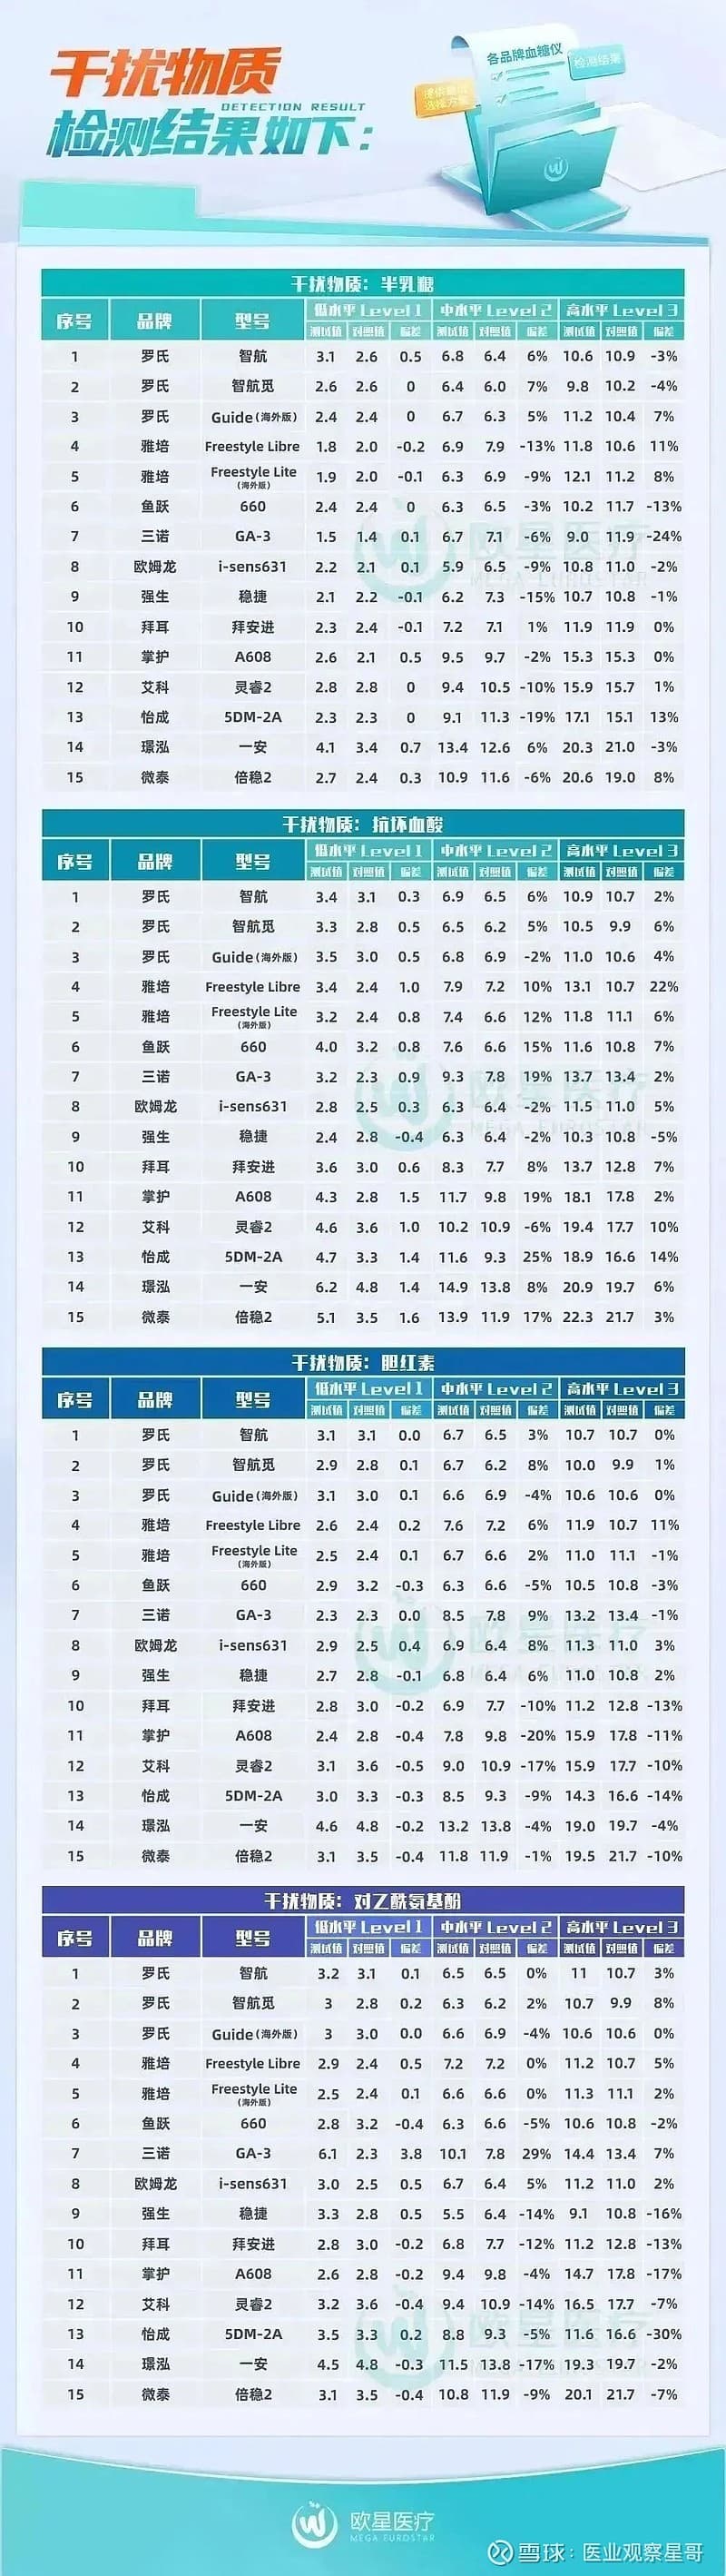 干扰物质
DETECTION RESULT
检测结果如下：
各品牌血糖仪
检测结果
选择方案
干扰物质：半乳糖
序号 品牌 型号 低水平 Level 1 中水平 Level 2 高水平 Level 3
测试值 对照值 偏差 测试值 对照值 偏差 测试值 对照值 偏差
1 罗氏 智航 3.1 2.6 0.5 6.8 6.4 6% 10.6 10.9 -3%
2 罗氏 智航觅 2.6 2.6 0 6.4 6.0 7% 9.8 10.2 -4%
3 罗氏 Guide(海外版) 2.4 2.4 0 6.7 6.3 5% 11.2 10.4 7%
4 雅培 Freestyle Libre 1.8 2.0 -0.2 6.9 7.9 -13% 11.8 10.6 11%
5 雅培 Freestyle Lite (海外版) 1.9 2.0 -0.1 6.3 6.9 -9% 12.1 11.2 8%
6 鱼跃 660 2.4 2.4 0 6.3 6.5 -3% 10.2 11.7 -13%
7 三诺 GA-3 1.5 1.4 0.1 6.7 7.1 -6% 9.0 11.9 -24%
8 欧姆龙 i-sens631 2.2 2.1 0.1 5.9 6.5 -9% 10.8 11.0 -2%
9 强生 稳捷 2.1 2.2 -0.1 6.2 7.3 -15% 10.7 10.8 -1%
10 拜耳 拜安进 2.3 2.4 -0.1 7.2 7.1 1% 11.9 11.9 0%
11 掌护 A608 2.6 2.1 0.5 9.5 9.7 -2% 15.3 15.3 0%
12 艾科 灵睿2 2.8 2.8 0 9.4 10.5 -10% 15.9 15.7 1%
13 怡成 5DM-2A 2.3 2.3 0 9.1 11.3 -19% 17.1 15.1 13%
14 璟泓 一安 4.1 3.4 0.7 13.4 12.6 6% 20.3 21.0 -3%
15 微泰 倍稳2 2.7 2.4 0.3 10.9 11.6 -6% 20.6 19.0 8%
干扰物质：抗坏血酸
序号 品牌 型号 低水平 Level 1 中水平 Level 2 高水平 Level 3
测试值 对照值 偏差 测试值 对照值 偏差 测试值 对照值 偏差
1 罗氏 智航 3.4 3.1 0.3 6.9 6.5 6% 10.9 10.7 2%
2 罗氏 智航觅 3.3 2.8 0.5 6.5 6.2 5% 10.5 9.9 6%
3 罗氏 Guide(海外版) 3.5 3.0 0.5 6.8 6.9 -2% 11.0 10.6 4%
4 雅培 Freestyle Libre 3.4 2.4 1.0 7.9 7.2 10% 13.1 10.7 22%
5 雅培 Freestyle Lite (海外版) 3.2 2.4 0.8 7.4 6.6 12% 11.8 11.1 6%
6 鱼跃 660 4.0 3.2 0.8 7.6 6.6 15% 11.6 10.8 7%
7 三诺 GA-3 3.2 2.3 0.9 9.3 7.8 19% 13.7 13.4 2%
8 欧姆龙 i-sens631 2.8 2.5 0.3 6.3 6.4 -2% 11.5 11.0 5%
9 强生 稳捷 2.4 2.8 -0.4 6.3 6.4 -2% 10.3 10.8 -5%
10 拜耳 拜安进 3.6 3.0 0.6 8.3 7.7 8% 13.7 12.8 7%
11 掌护 A608 4.3 2.8 1.5 11.7 9.8 19% 18.1 17.8 2%
12 艾科 灵睿2 4.6 3.6 1.0 10.2 10.9 -6% 19.4 17.7 10%
13 怡成 5DM-2A 4.7 3.3 1.4 11.6 9.3 25% 18.9 16.6 14%
14 璟泓 一安 6.2 4.8 1.4 14.9 13.8 8% 20.9 19.7 6%
15 微泰 倍稳2 5.1 3.5 1.6 13.9 11.9 17% 22.3 21.7 3%
干扰物质：胆红素
序号 品牌 型号 低水平 Level 1 中水平 Level 2 高水平 Level 3
测试值 对照值 偏差 测试值 对照值 偏差 测试值 对照值 偏差
1 罗氏 智航 3.1 3.1 0.0 6.7 6.5 3% 10.7 10.7 0%
2 罗氏 智航觅 2.9 2.8 0.1 6.7 6.2 8% 10.0 9.9 1%
3 罗氏 Guide(海外版) 3.1 3.0 0.1 6.6 6.9 -4% 10.6 10.6 0%
4 雅培 Freestyle Libre 2.6 2.4 0.2 7.6 7.2 6% 11.9 10.7 11%
5 雅培 Freestyle Lite (海外版) 2.5 2.4 0.1 6.7 6.6 2% 11.0 11.1 -1%
6 鱼跃 660 2.9 3.2 -0.3 6.3 6.6 -5% 10.5 10.8 -3%
7 三诺 GA-3 2.3 2.3 0.0 8.5 7.8 9% 13.2 13.4 -1%
8 欧姆龙 i-sens631 2.9 2.5 0.4 6.9 6.4 8% 11.3 11.0 3%
9 强生 稳捷 2.7 2.8 -0.1 6.8 6.4 6% 11.0 10.8 2%
10 拜耳 拜安进 2.8 3.0 -0.2 6.9 7.7 -10% 11.2 12.8 -13%
11 掌护 A608 2.4 2.8 -0.4 7.8 9.8 -20% 15.9 17.8 -11%
12 艾科 灵睿2 3.1 3.6 -0.5 9.0 10.9 -17% 15.9 17.7 -10%
13 怡成 5DM-2A 3.0 3.3 -0.3 8.5 9.3 -9% 14.3 16.6 -14%
14 璟泓 一安 4.6 4.8 -0.2 13.2 13.8 -4% 19.0 19.7 -4%
15 微泰 倍稳2 3.1 3.5 -0.4 11.8 11.9 -1% 19.5 21.7 -10%
干扰物质：对乙酰氨基酚
序号 品牌 型号 低水平 Level 1 中水平 Level 2 高水平 Level 3
测试值 对照值 偏差 测试值 对照值 偏差 测试值 对照值 偏差
1 罗氏 智航 3.2 3.1 0.1 6.5 6.5 0% 11 10.7 3%
2 罗氏 智航觅 3 2.8 0.2 6.3 6.2 2% 10.7 9.9 8%
3 罗氏 Guide(海外版) 3 3.0 0.0 6.6 6.9 -4% 10.6 10.6 0%
4 雅培 Freestyle Libre 2.9 2.4 0.5 7.2 7.2 0% 11.2 10.7 5%
5 雅培 Freestyle Lite (海外版) 2.5 2.4 0.1 6.6 6.6 0% 11.3 11.1 2%
6 鱼跃 660 2.8 3.2 -0.4 6.3 6.6 -5% 10.6 10.8 -2%
7 三诺 GA-3 6.1 2.3 3.8 10.1 7.8 29% 14.4 13.4 7%
8 欧姆龙 i-sens631 3.0 2.5 0.5 6.7 6.4 5% 11.2 11.0 2%
9 强生 稳捷 3.3 2.8 0.5 5.5 6.4 -14% 9.1 10.8 -16%
10 拜耳 拜安进 2.8 3.0 -0.2 6.8 7.7 -12% 11.2 12.8 -13%
11 掌护 A608 2.6 2.8 -0.2 9.4 9.8 -4% 14.7 17.8 -17%
12 艾科 灵睿2 3.2 3.6 -0.4 9.4 10.9 -14% 16.5 17.7 -7%
13 怡成 5DM-2A 3.5 3.3 0.2 8.8 9.3 -5% 11.6 16.6 -30%
14 璟泓 一安 4.5 4.8 -0.3 11.5 13.8 -17% 19.3 19.7 -2%
15 微泰 倍稳2 3.1 3.5 -0.4 10.8 11.9 -9% 20.1 21.7 -7%
欧星医疗
MEGA EUROSTAR
雪球：医业观察星哥